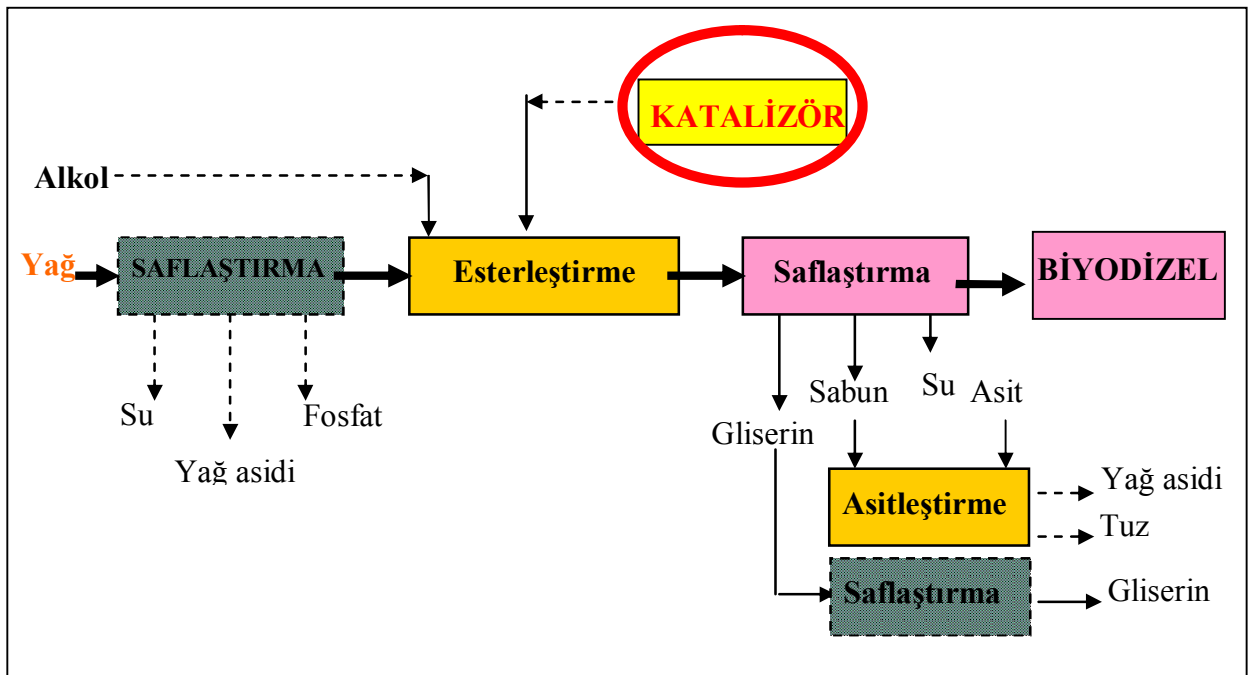 KATALİZÖR
Alkol
Yağ
SAFLAŞTIRMA
Esterleştirme
Saflaştırma
BİYODİZEL
Su
Yağ asidi
Fosfat
Gliserin
Sabun
Su
Asit
Asitleştirme
Yağ asidi
Tuz
Saflaştırma
Gliserin